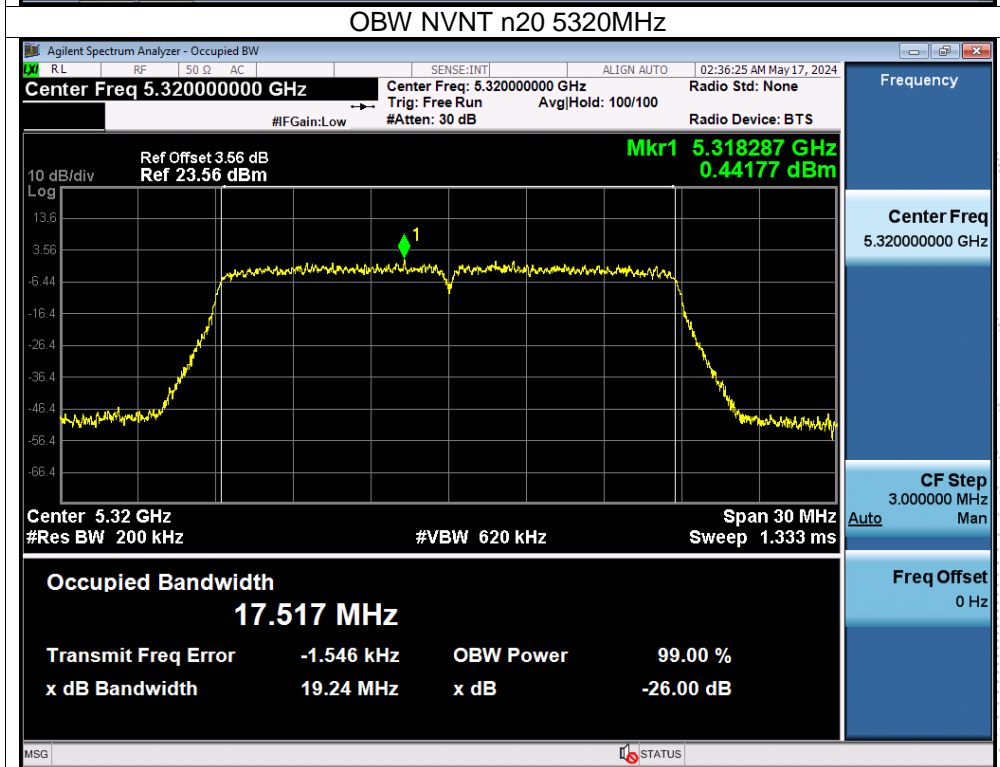 OBW NVNT n20 5320MHz
Agilent Spectrum Analyzer - Occupied BW
LXI RL RF 50 Ω AC SENSE:INT ALIGN AUTO 02:36:25 AM May 17, 2024
Center Freq 5.320000000 GHz
Center Freq: 5.320000000 GHz Radio Std: None
Trig: Free Run Avg|Hold: 100/100
#IFGain:Low #Atten: 30 dB Radio Device: BTS
Frequency
Mkr1 5.318287 GHz
0.44177 dBm
Ref Offset 3.56 dB
10 dB/div Ref 23.56 dBm
Log
13.6
3.56
-6.44
-16.4
-26.4
-36.4
-46.4
-56.4
-66.4
1
Center 5.32 GHz Span 30 MHz
#Res BW 200 kHz #VBW 620 kHz Sweep 1.333 ms
Center Freq
5.320000000 GHz
CF Step
3.000000 MHz
Auto Man
Freq Offset
0 Hz
Occupied Bandwidth
17.517 MHz
Transmit Freq Error -1.546 kHz OBW Power 99.00 %
x dB Bandwidth 19.24 MHz x dB -26.00 dB
MSG STATUS